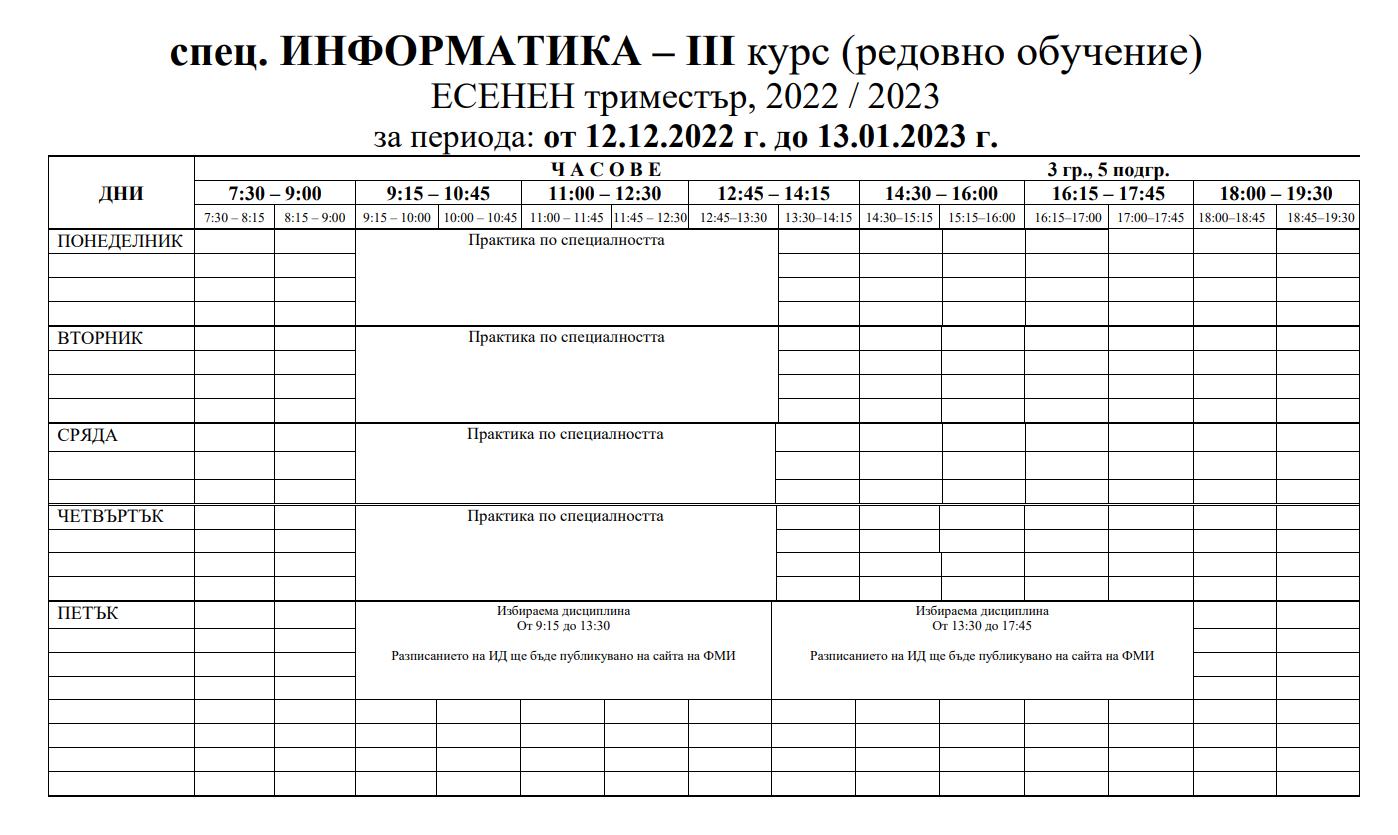 спец. ИНФОРМАТИКА – III курс (редовно обучение)
ЕСЕНЕН триместър, 2022 / 2023
за периода: от 12.12.2022 г. до 13.01.2023 г.
ДНИ
Ч А С О В Е 3 гр., 5 подгр.
7:30 – 9:00 9:15 – 10:45 11:00 – 12:30 12:45 – 14:15 14:30 – 16:00 16:15 – 17:45 18:00 – 19:30
7:30 – 8:15 8:15 – 9:00 9:15 – 10:00 10:00 – 10:45 11:00 – 11:45 11:45 – 12:30 12:45–13:30 13:30–14:15 14:30–15:15 15:15–16:00 16:15–17:00 17:00–17:45 18:00–18:45 18:45–19:30
ПОНЕДЕЛНИК Практика по специалността
ВТОРНИК Практика по специалността
СРЯДА Практика по специалността
ЧЕТВЪРТЪК Практика по специалността
ПЕТЪК Избираема дисциплина Избираема дисциплина
От 9:15 до 13:30 От 13:30 до 17:45
Разписанието на ИД ще бъде публикувано на сайта на ФМИ Разписанието на ИД ще бъде публикувано на сайта на ФМИ